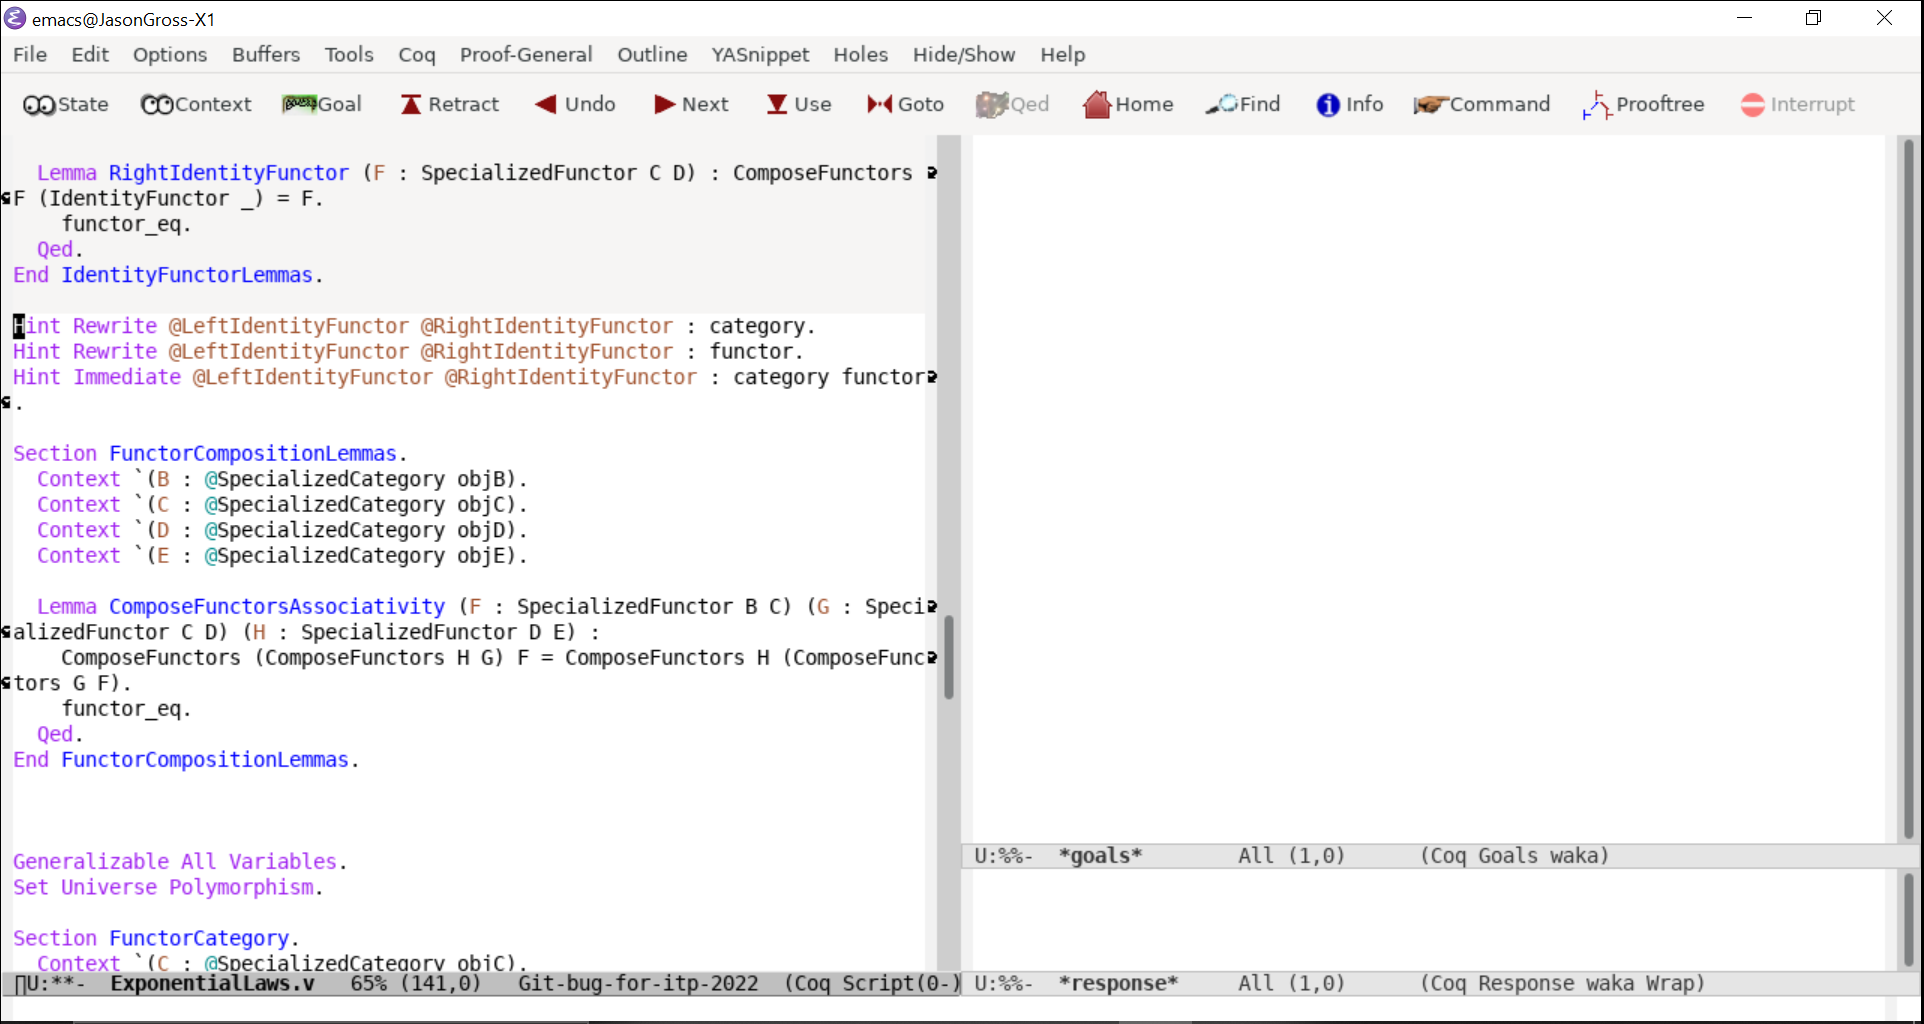 emacs@JasonGross-X1
File Edit Options Buffers Tools Coq Proof-General Outline YASnippet Holes Hide/Show Help
State Context Goal Retract Undo Next Use Goto Qed Home Find Info Command Prooftree Interrupt
Lemma RightIdentityFunctor (F : SpecializedFunctor C D) : ComposeFunctors
F (IdentityFunctor _) = F.
functor_eq.
Qed.
End IdentityFunctorLemmas.
Hint Rewrite @LeftIdentityFunctor @RightIdentityFunctor : category.
Hint Rewrite @LeftIdentityFunctor @RightIdentityFunctor : functor.
Hint Immediate @LeftIdentityFunctor @RightIdentityFunctor : category functor
.
Section FunctorCompositionLemmas.
Context `(B : @SpecializedCategory objB).
Context `(C : @SpecializedCategory objC).
Context `(D : @SpecializedCategory objD).
Context `(E : @SpecializedCategory objE).
Lemma ComposeFunctorsAssociativity (F : SpecializedFunctor B C) (G : Speci
alizedFunctor C D) (H : SpecializedFunctor D E) :
ComposeFunctors (ComposeFunctors H G) F = ComposeFunctors H (ComposeFunc
tors G F).
functor_eq.
Qed.
End FunctorCompositionLemmas.
Generalizable All Variables.
Set Universe Polymorphism.
Section FunctorCategory.
Context `(C : @SpecializedCategory objC).
U:**- ExponentialLaws.v 65% (141,0) Git-bug-for-itp-2022 (Coq Script(0-)
U:%%- *goals* All (1,0) (Coq Goals waka)
U:%%- *response* All (1,0) (Coq Response waka Wrap)